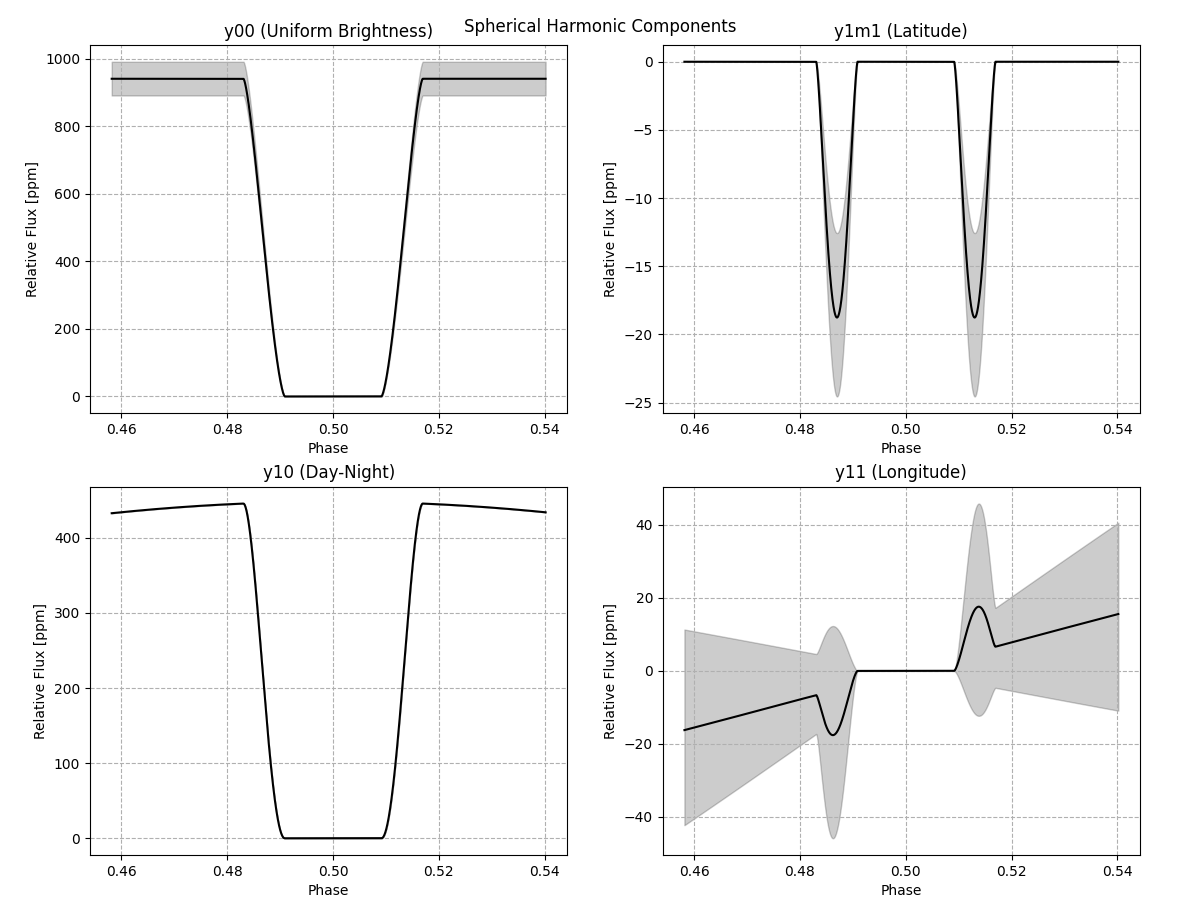 Spherical Harmonic Components
y00 (Uniform Brightness)
Relative Flux [ppm]
1000
800
600
400
200
0
0.46 0.48 0.50 0.52 0.54
Phase
y1m1 (Latitude)
Relative Flux [ppm]
0
−5
−10
−15
−20
−25
0.46 0.48 0.50 0.52 0.54
Phase
y10 (Day-Night)
Relative Flux [ppm]
400
300
200
100
0
0.46 0.48 0.50 0.52 0.54
Phase
y11 (Longitude)
Relative Flux [ppm]
40
20
0
−20
−40
0.46 0.48 0.50 0.52 0.54
Phase